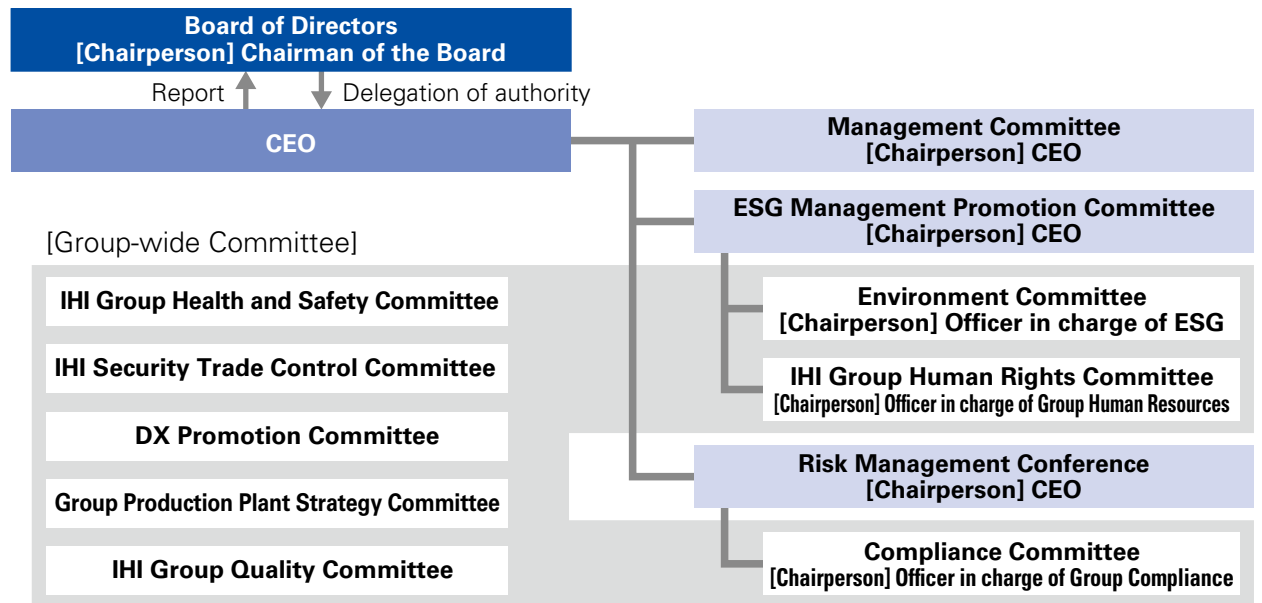 Board of Directors
[Chairperson] Chairman of the Board
Report
Delegation of authority
CEO
Management Committee
[Chairperson] CEO
ESG Management Promotion Committee
[Chairperson] CEO
[Group-wide Committee]
IHI Group Health and Safety Committee
IHI Security Trade Control Committee
DX Promotion Committee
Group Production Plant Strategy Committee
IHI Group Quality Committee
Environment Committee
[Chairperson] Officer in charge of ESG
IHI Group Human Rights Committee
[Chairperson] Officer in charge of Group Human Resources
Risk Management Conference
[Chairperson] CEO
Compliance Committee
[Chairperson] Officer in charge of Group Compliance